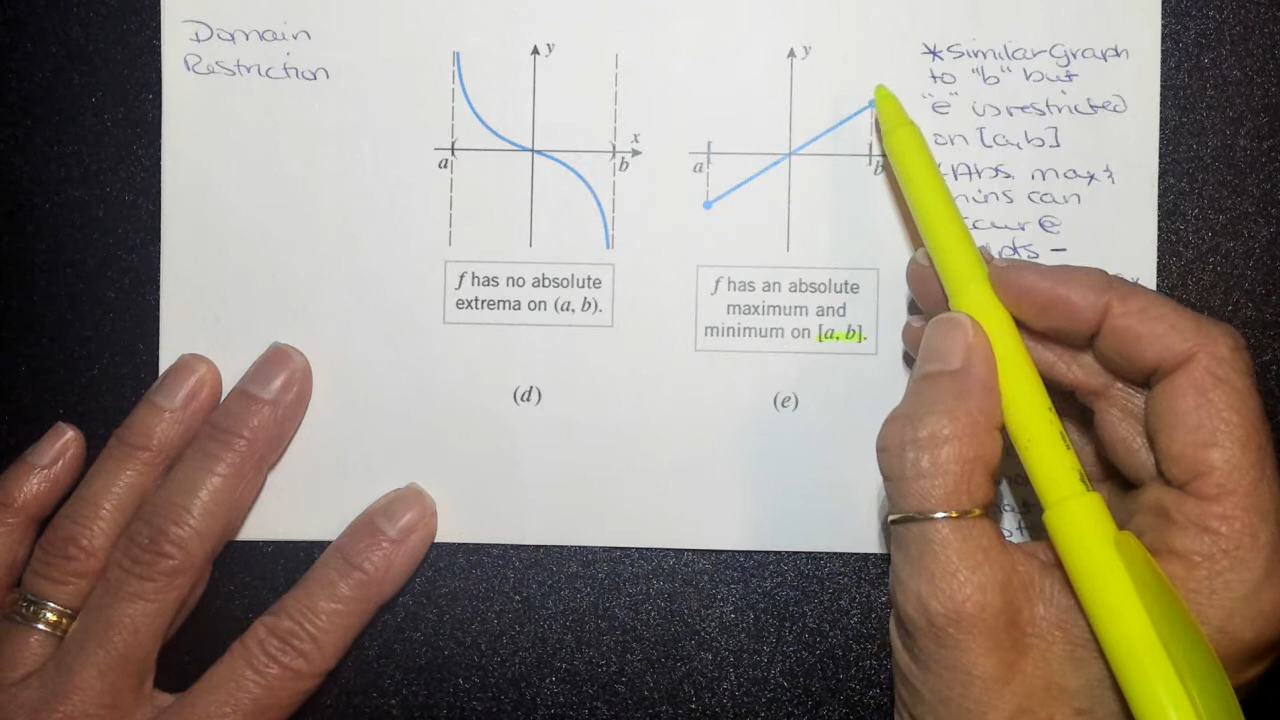 Domain
Restriction
y
x
a
b
f has no absolute
extrema on (a, b).
(d)
y
a
b
f has an absolute
maximum and
minimum on [a, b].
(e)
*Similar Graph
to "b" but
"e" is restricted
on [a,b]
Abs. max &
mins can